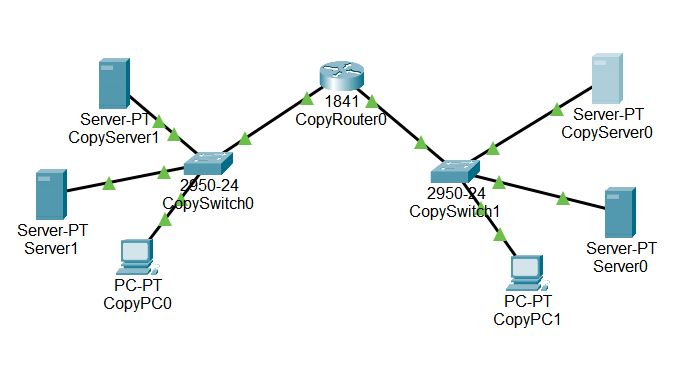 1841
CopyRouter0
Server-PT
CopyServer1
Server-PT
CopyServer0
2950-24
CopySwitch0
2950-24
CopySwitch1
Server-PT
Server1
Server-PT
Server0
PC-PT
CopyPC0
PC-PT
CopyPC1